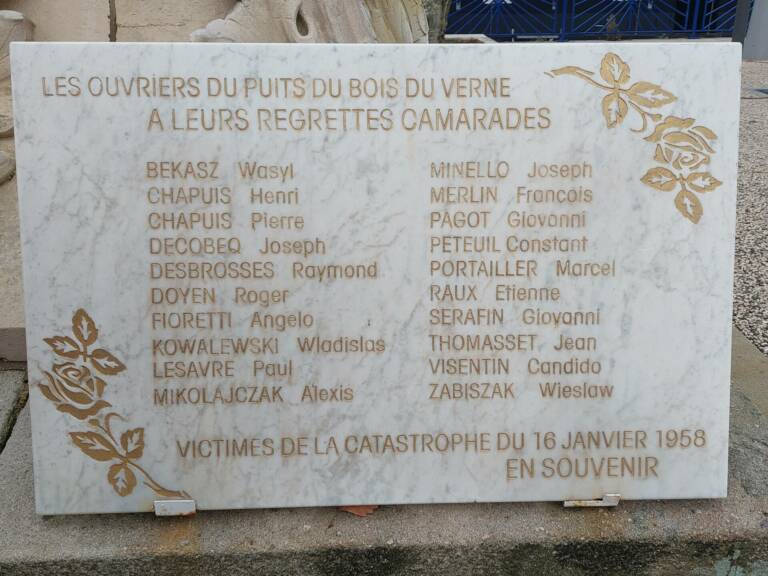 LES OUVRIERS DU PUITS DU BOIS DU VERNE
A LEURS REGRETTES CAMARADES
BEKASZ Wasyl
CHAPUIS Henri
CHAPUIS Pierre
DECOBEQ Joseph
DESBROSSES Raymond
DOYEN Roger
FIORETTI Angelo
KOWALEWSKI Wladislas
LESAVRE Paul
MIKOLAJCZAK Alexis
MINELLO Joseph
MERLIN Francois
PAGOT Giovanni
PETEUIL Constant
PORTAILLER Marcel
RAUX Etienne
SERAFIN Giovanni
THOMASSET Jean
VISENTIN Candido
ZABISZAK Wieslaw
VICTIMES DE LA CATASTROPHE DU 16 JANVIER 1958
EN SOUVENIR